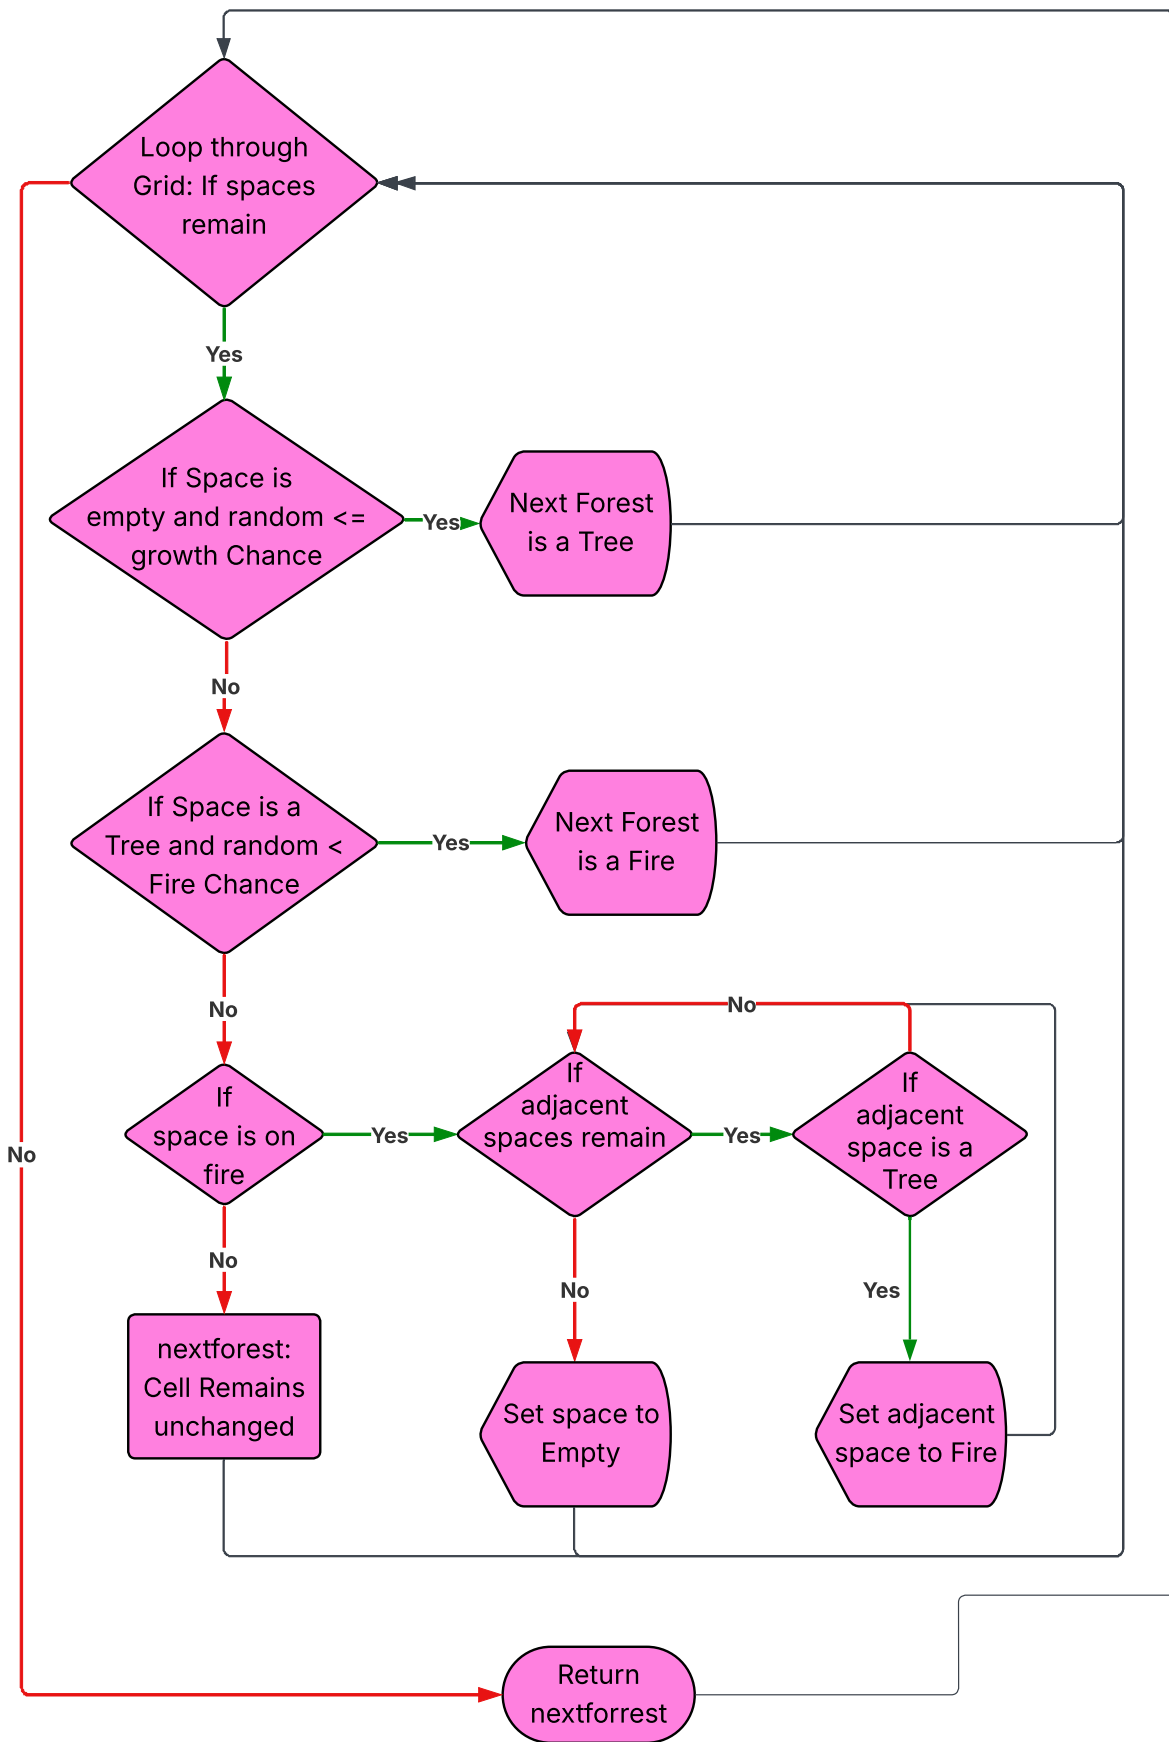 Loop through
Grid: If spaces
remain
Yes
If Space is
empty and random <=
growth Chance
Yes
Next Forest
is a Tree
No
If Space is a
Tree and random <
Fire Chance
Yes
Next Forest
is a Fire
No
No
If
space is on
fire
Yes
If
adjacent
spaces remain
Yes
If
adjacent
space is a
Tree
No
No
No
Yes
nextforest:
Cell Remains
unchanged
Set space to
Empty
Set adjacent
space to Fire
Return
nextforrest